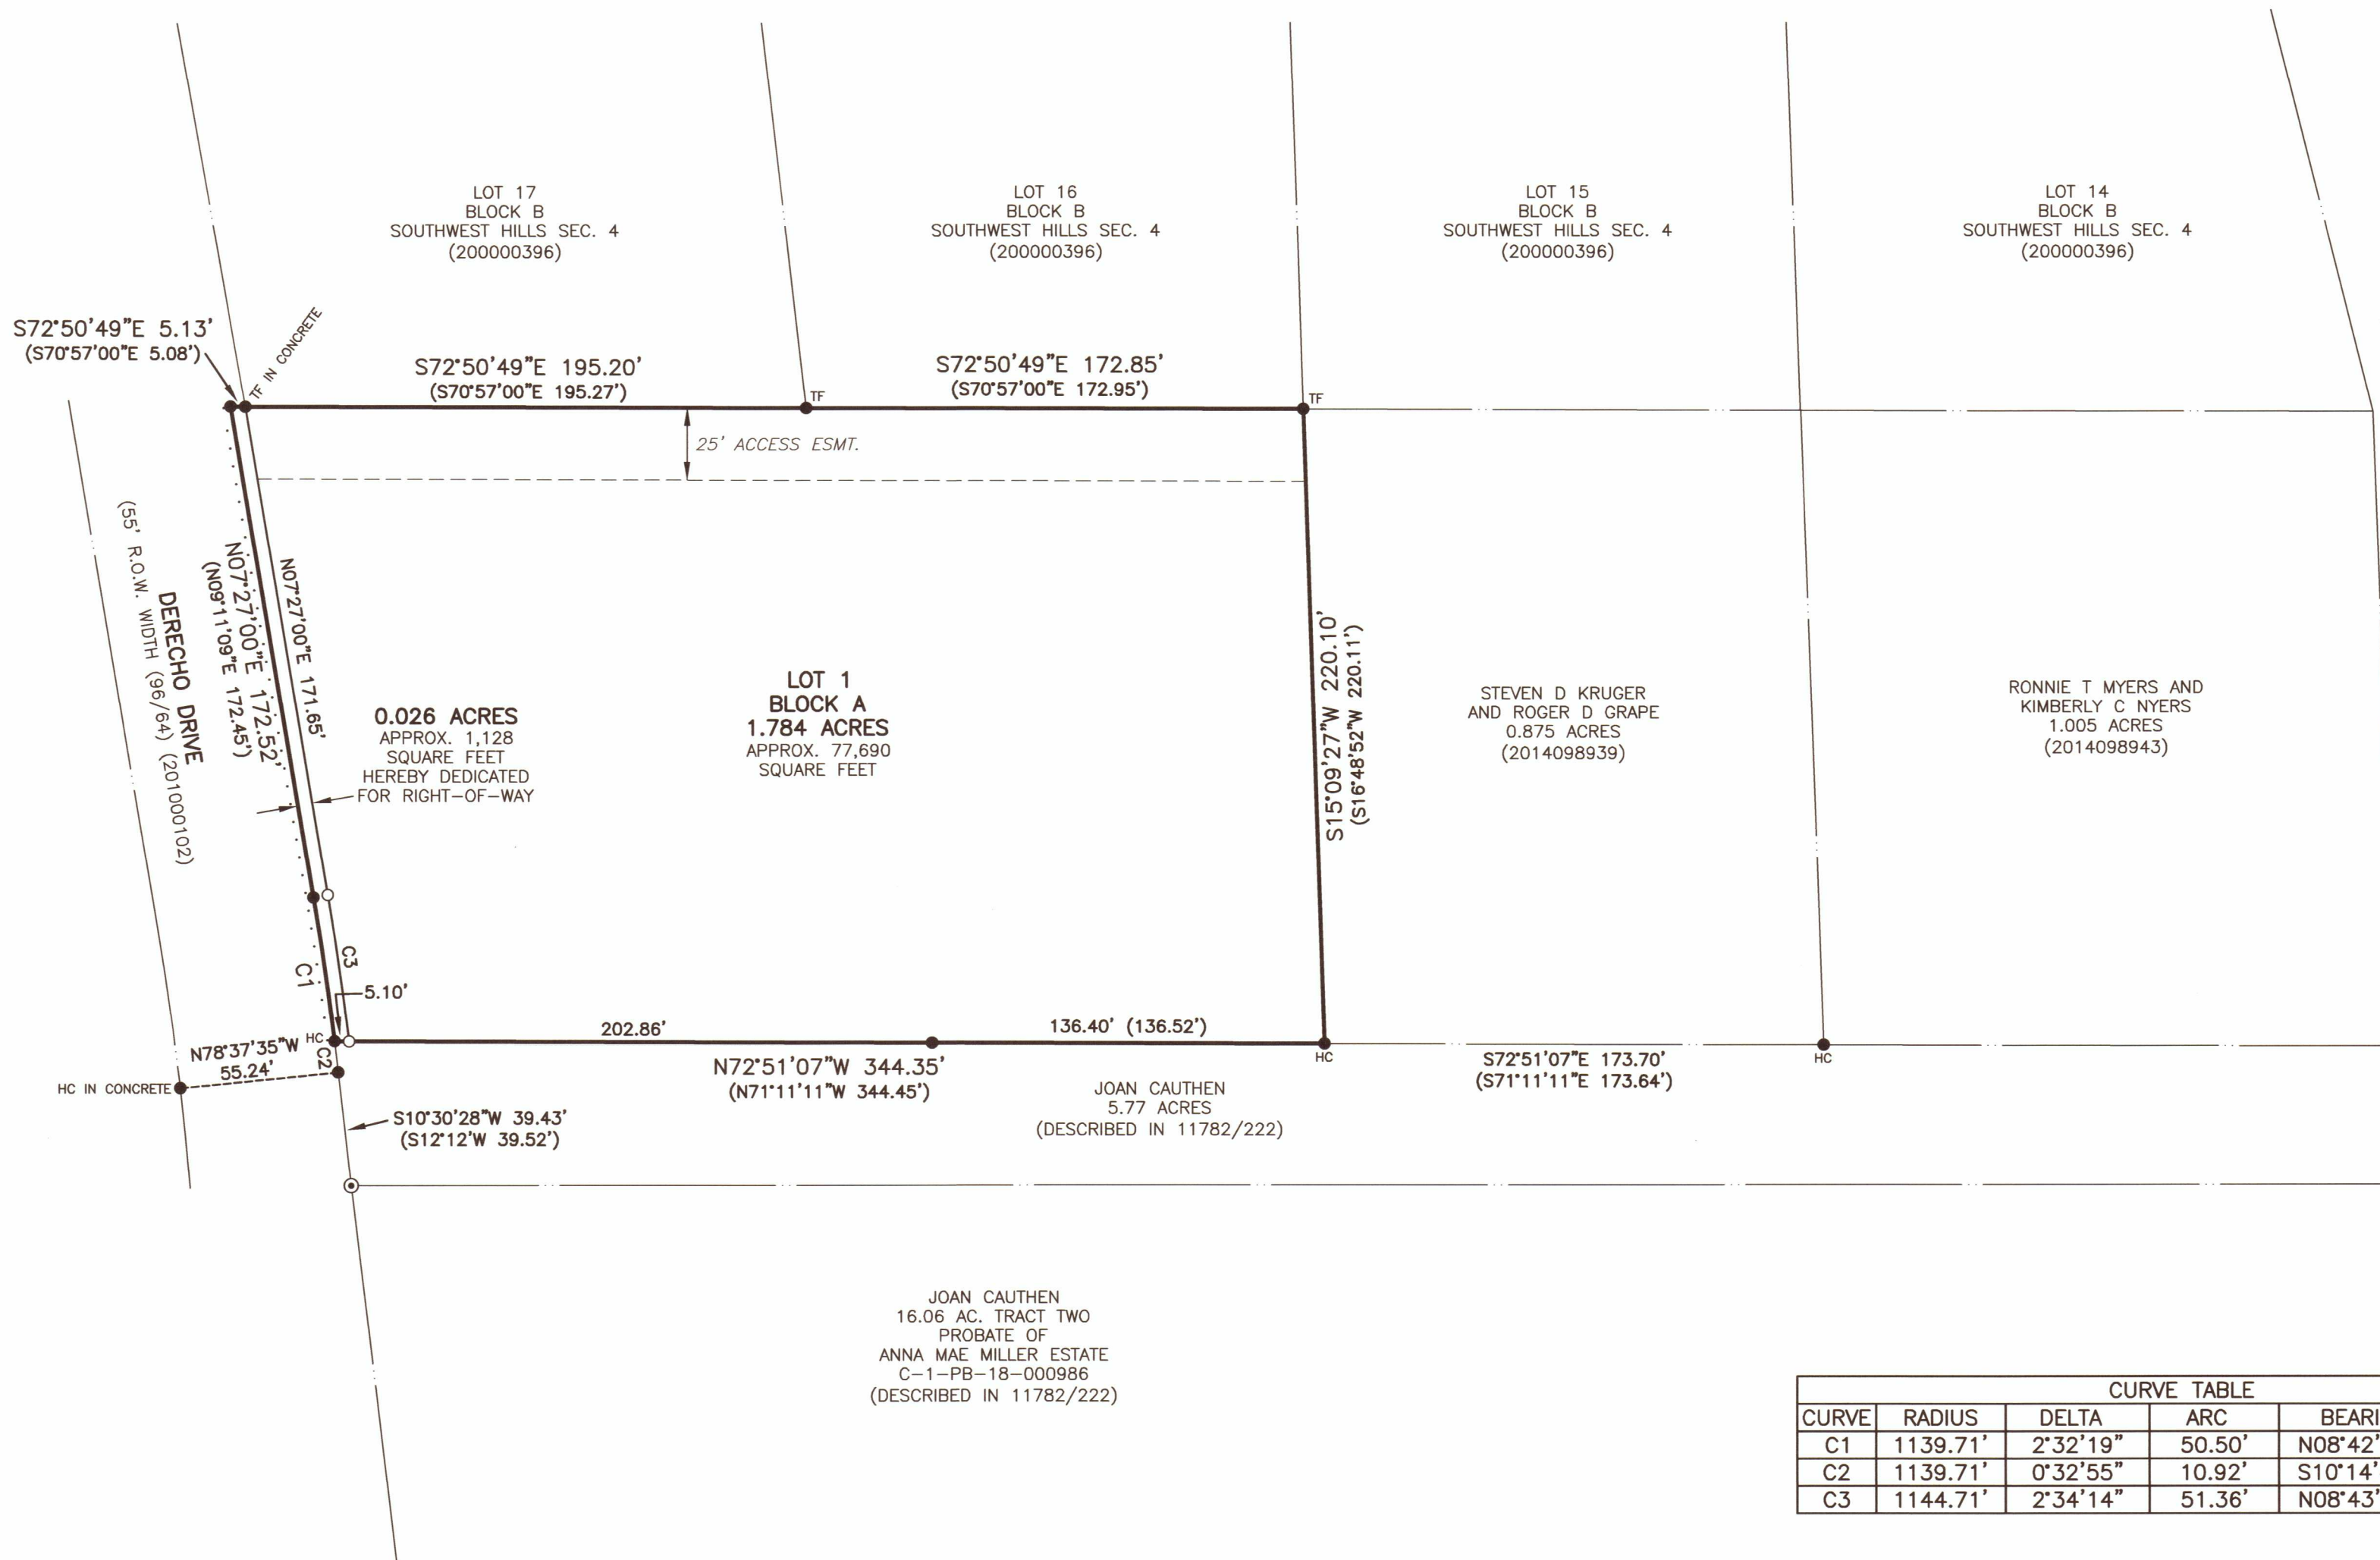 LOT 17
BLOCK B
SOUTHWEST HILLS SEC. 4
(200000396)
LOT 16
BLOCK B
SOUTHWEST HILLS SEC. 4
(200000396)
LOT 15
BLOCK B
SOUTHWEST HILLS SEC. 4
(200000396)
LOT 14
BLOCK B
SOUTHWEST HILLS SEC. 4
(200000396)
S72°50'49"E 5.13'
(S70°57'00"E 5.08')
TF IN CONCRETE
S72°50'49"E 195.20'
(S70°57'00"E 195.27')
TF
S72°50'49"E 172.85'
(S70°57'00"E 172.95')
TF
25' ACCESS ESMT.
(55' R.O.W. WIDTH (96/64) (201000102)
DERECHO DRIVE
(N09°11'09"E 172.45')
N07°27'00"E 172.52'
N07°27'00"E 171.65'
0.026 ACRES
APPROX. 1,128
SQUARE FEET
HEREBY DEDICATED
FOR RIGHT-OF-WAY
LOT 1
BLOCK A
1.784 ACRES
APPROX. 77,690
SQUARE FEET
S15°09'27"W 220.10'
(S16°48'52"W 220.11')
STEVEN D KRUGER
AND ROGER D GRAPE
0.875 ACRES
(2014098939)
RONNIE T MYERS AND
KIMBERLY C NYERS
1.005 ACRES
(2014098943)
C3
C1
5.10'
HC
C2
N78°37'35"W
55.24'
HC IN CONCRETE
202.86'
136.40' (136.52')
N72°51'07"W 344.35'
(N71°11'11"W 344.45')
HC
S72°51'07"E 173.70'
(S71°11'11"E 173.64')
HC
S10°30'28"W 39.43'
(S12°12'W 39.52')
JOAN CAUTHEN
5.77 ACRES
(DESCRIBED IN 11782/222)
JOAN CAUTHEN
16.06 AC. TRACT TWO
PROBATE OF
ANNA MAE MILLER ESTATE
C-1-PB-18-000986
(DESCRIBED IN 11782/222)
CURVE TABLE
CURVE RADIUS DELTA ARC BEARI
C1 1139.71' 2°32'19" 50.50' N08°42'
C2 1139.71' 0°32'55" 10.92' S10°14'
C3 1144.71' 2°34'14" 51.36' N08°43'